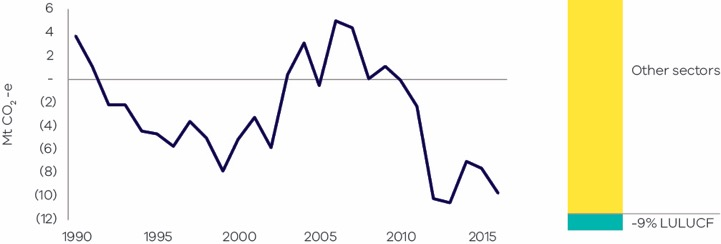 6
4
2
-
(2)
(4)
(6)
(8)
(10)
(12)
Mt CO₂ -e
1990 1995 2000 2005 2010 2015
Other sectors
-9% LULUCF